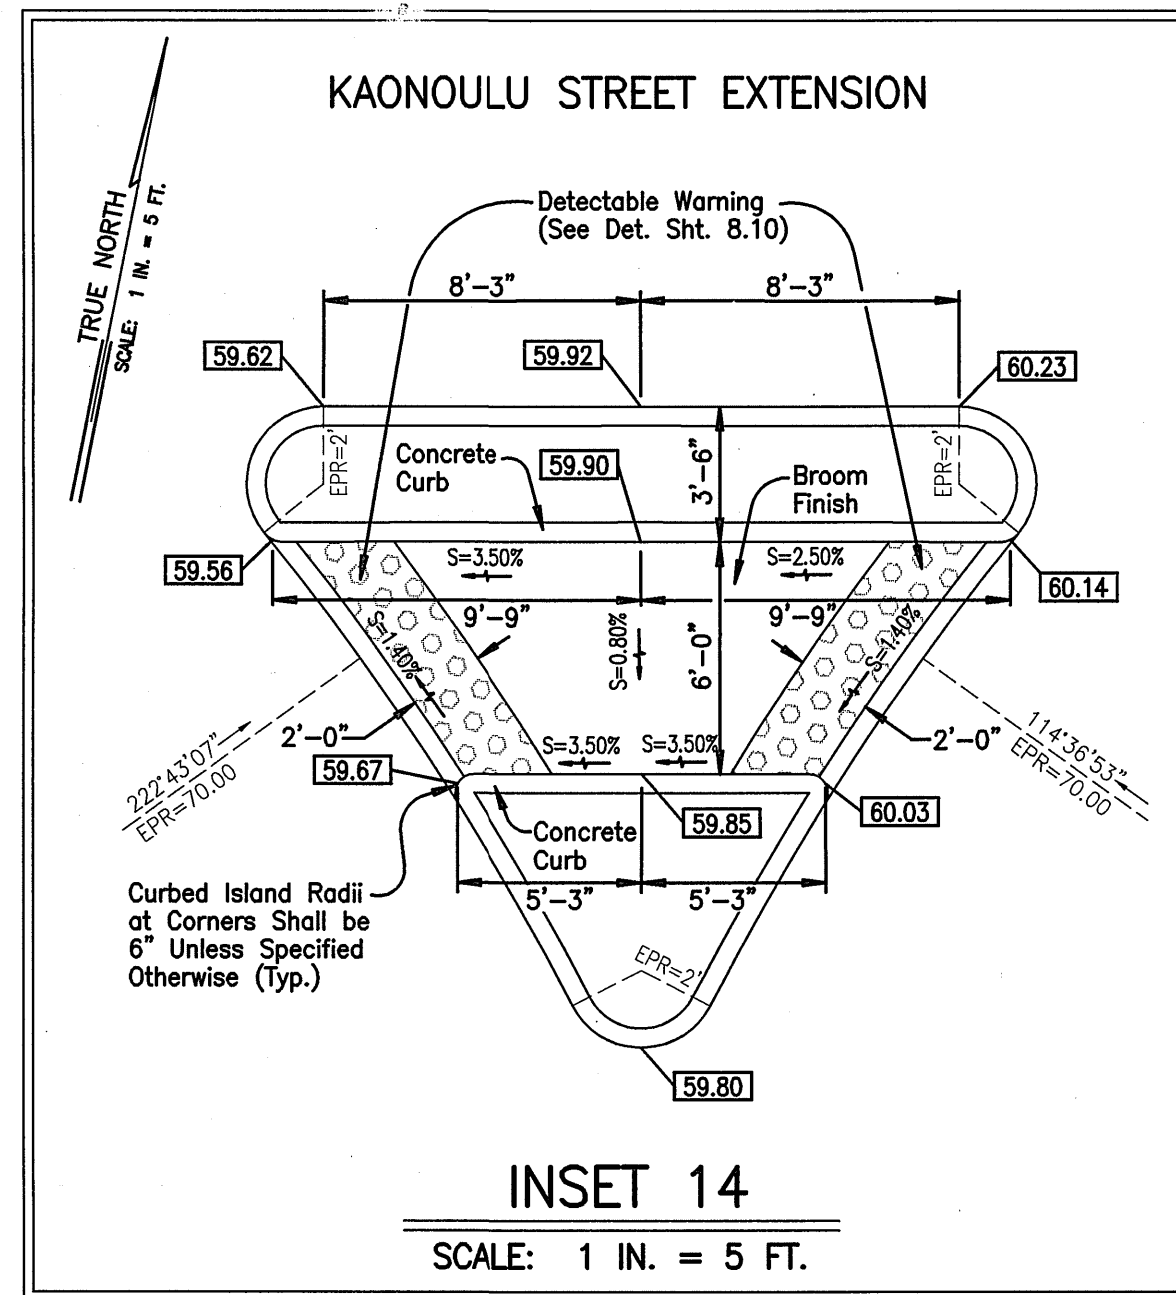 KAONOULU STREET EXTENSION
TRUE NORTH
SCALE: 1 IN. = 5 FT.
Detectable Warning
(See Det. Sht. 8.10)
8'-3"
8'-3"
59.62
59.92
60.23
EPR=2'
Concrete
Curb
59.90
3'-6"
Broom
Finish
EPR=2'
59.56
S=3.50%
S=2.50%
60.14
9'-9"
9'-9"
S=1.40%
S=0.80%
6'-0"
S=1.40%
2'-0"
2'-0"
222°43'07"
EPR=70.00
114°36'53"
EPR=70.00
S=3.50%
S=3.50%
59.67
59.85
60.03
Concrete
Curb
5'-3"
5'-3"
Curbed Island Radii
at Corners Shall be
6" Unless Specified
Otherwise (Typ.)
EPR=2'
59.80
INSET 14
SCALE: 1 IN. = 5 FT.